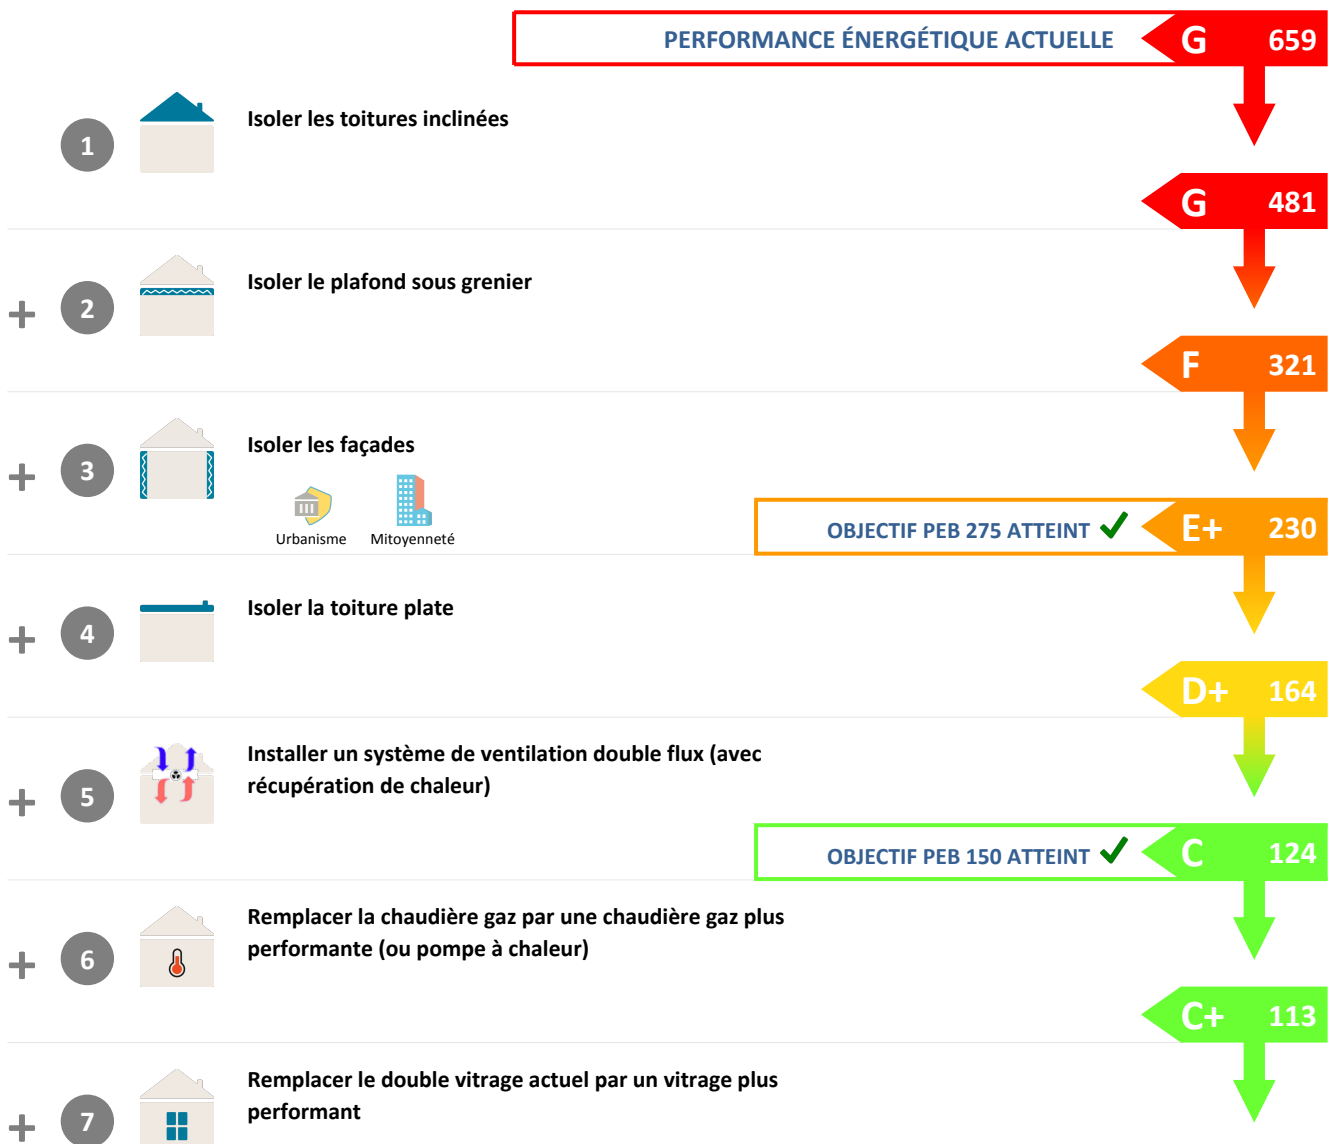 PERFORMANCE ÉNERGÉTIQUE ACTUELLE G 659
1 Isoler les toitures inclinées
G 481
+ 2 Isoler le plafond sous grenier
F 321
+ 3 Isoler les façades
Urbanisme Mitoyenneté
OBJECTIF PEB 275 ATTEINT ✓ E+ 230
+ 4 Isoler la toiture plate
D+ 164
+ 5 Installer un système de ventilation double flux (avec
récupération de chaleur)
OBJECTIF PEB 150 ATTEINT ✓ C 124
+ 6 Remplacer la chaudière gaz par une chaudière gaz plus
performante (ou pompe à chaleur)
C+ 113
+ 7 Remplacer le double vitrage actuel par un vitrage plus
performant